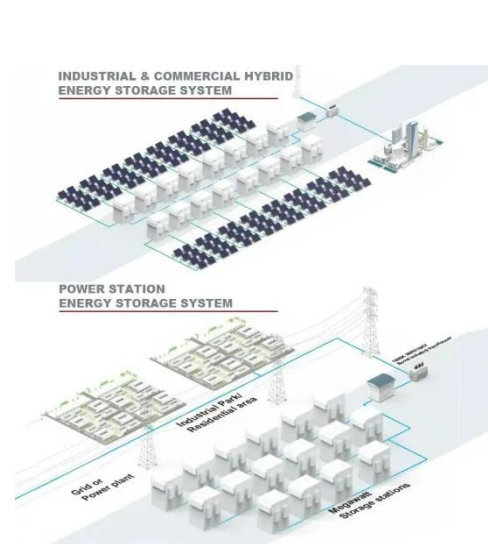 INDUSTRIAL & COMMERCIAL HYBRID
ENERGY STORAGE SYSTEM
POWER STATION
ENERGY STORAGE SYSTEM
Industrial Park/
Residential area
Grid or
Power plant
Megawatt
Storage stations